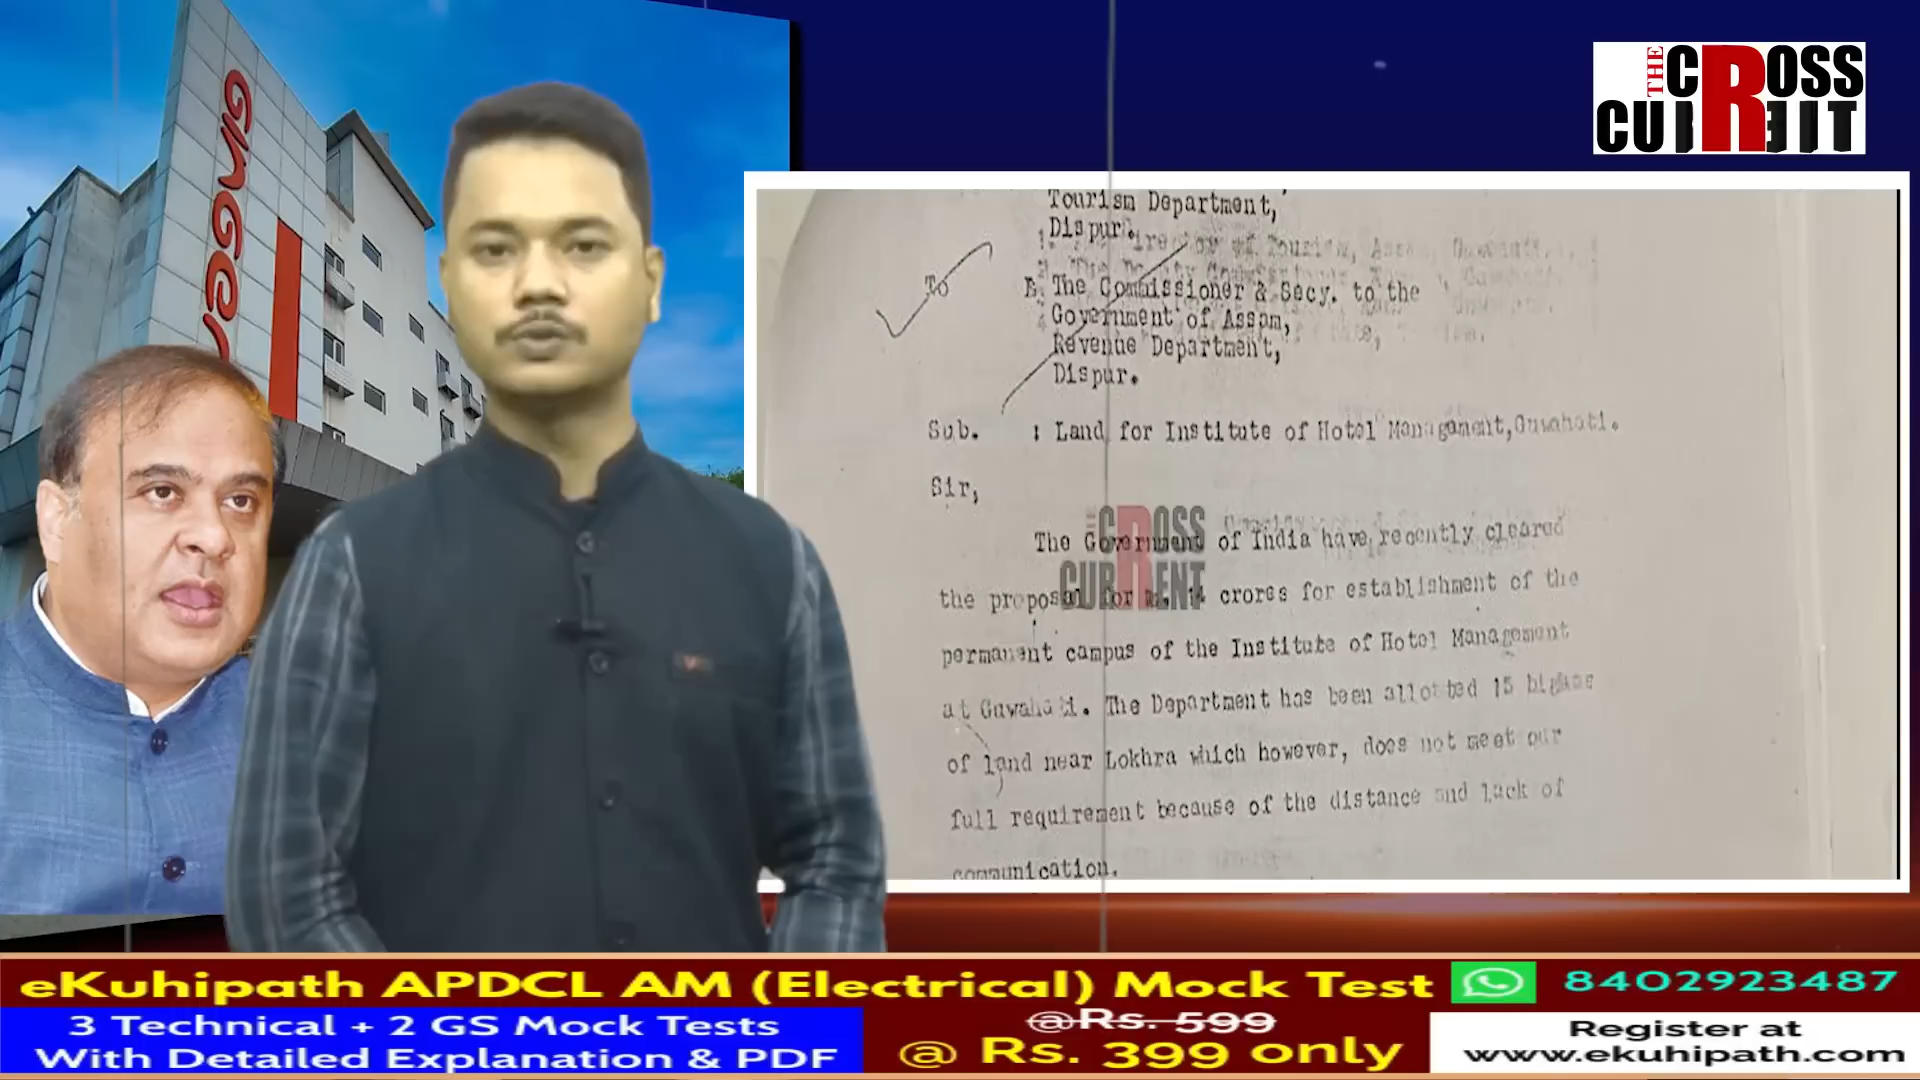 ginger
THE CROSS
CURRENT
Tourism Department,
Dispur.
To
The Commissioner & Secy. to the
Government of Assam,
Revenue Department,
Dispur.
Sub. : Land for Institute of Hotel Management, Guwahati.
Sir,
The Government of India have recently cleared
the proposal for Rs. 14 crores for establishment of the
permanent campus of the Institute of Hotel Management
at Guwahati. The Department has been allotted 15 bighas
of land near Lokhra which however, does not meet our
full requirement because of the distance and lack of
communication.
THE CROSS
CURRENT
eKuhipath APDCL AM (Electrical) Mock Test
8402923487
3 Technical + 2 GS Mock Tests
With Detailed Explanation & PDF
@Rs. 599
@ Rs. 399 only
Register at
www.ekuhipath.com